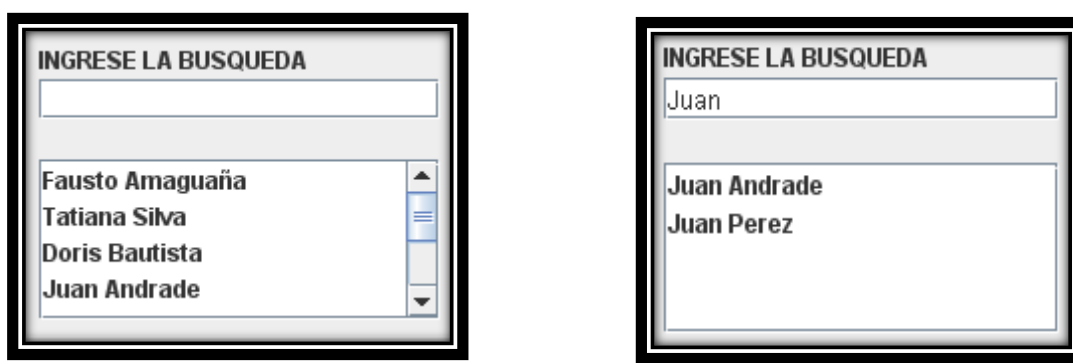 INGRESE LA BUSQUEDA
Fausto Amaguaña
Tatiana Silva
Doris Bautista
Juan Andrade
INGRESE LA BUSQUEDA
Juan
Juan Andrade
Juan Perez